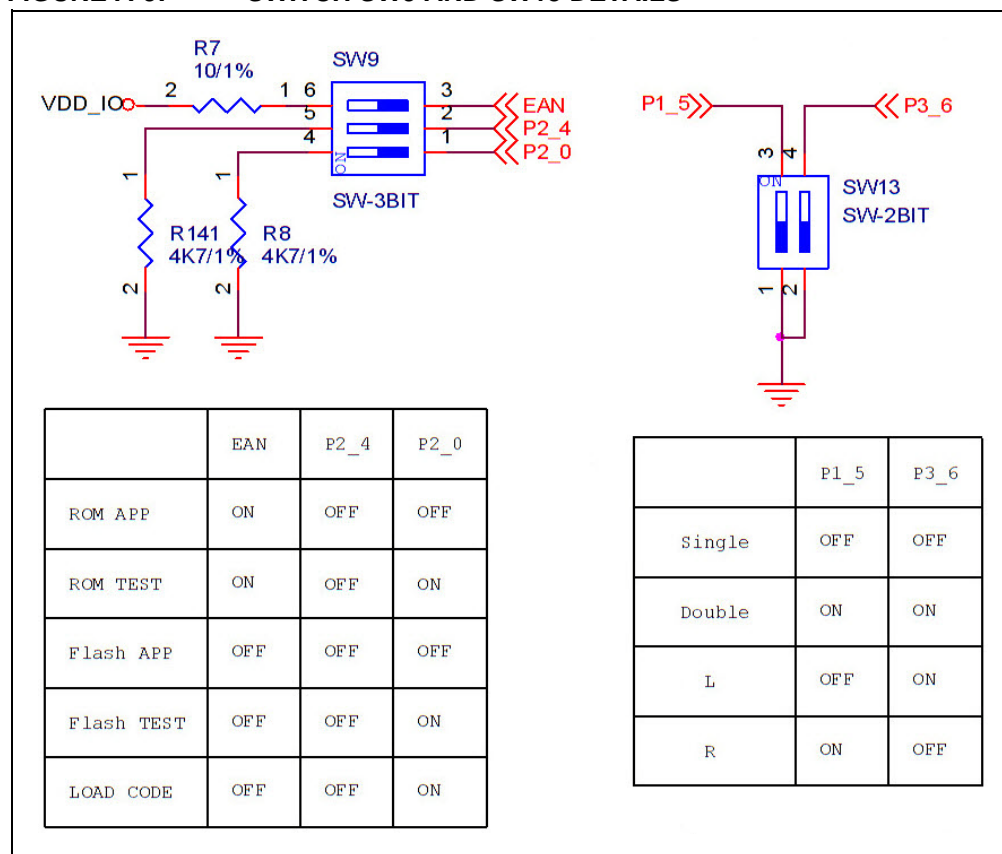 R7
10/1%
VDD_IO
2
1
6
5
4
SW9
ON
SW-3BIT
3
2
1
EAN
P2_4
P2_0
1
R141
4K7/1%
2
1
R8
4K7/1%
2
P1_5
P3_6
3
4
ON
SW13
SW-2BIT
1
2
EAN P2_4 P2_0
ROM APP ON OFF OFF
ROM TEST ON OFF ON
Flash APP OFF OFF OFF
Flash TEST OFF OFF ON
LOAD CODE OFF OFF ON
P1_5 P3_6
Single OFF OFF
Double ON ON
L OFF ON
R ON OFF